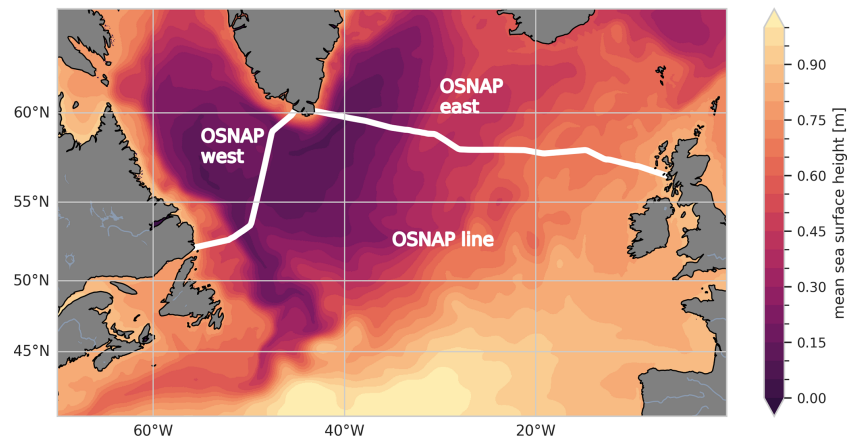 OSNAP
east
OSNAP
west
OSNAP line
60°N
55°N
50°N
45°N
60°W
40°W
20°W
0.90
0.75
0.60
0.45
0.30
0.15
0.00
mean sea surface height [m]